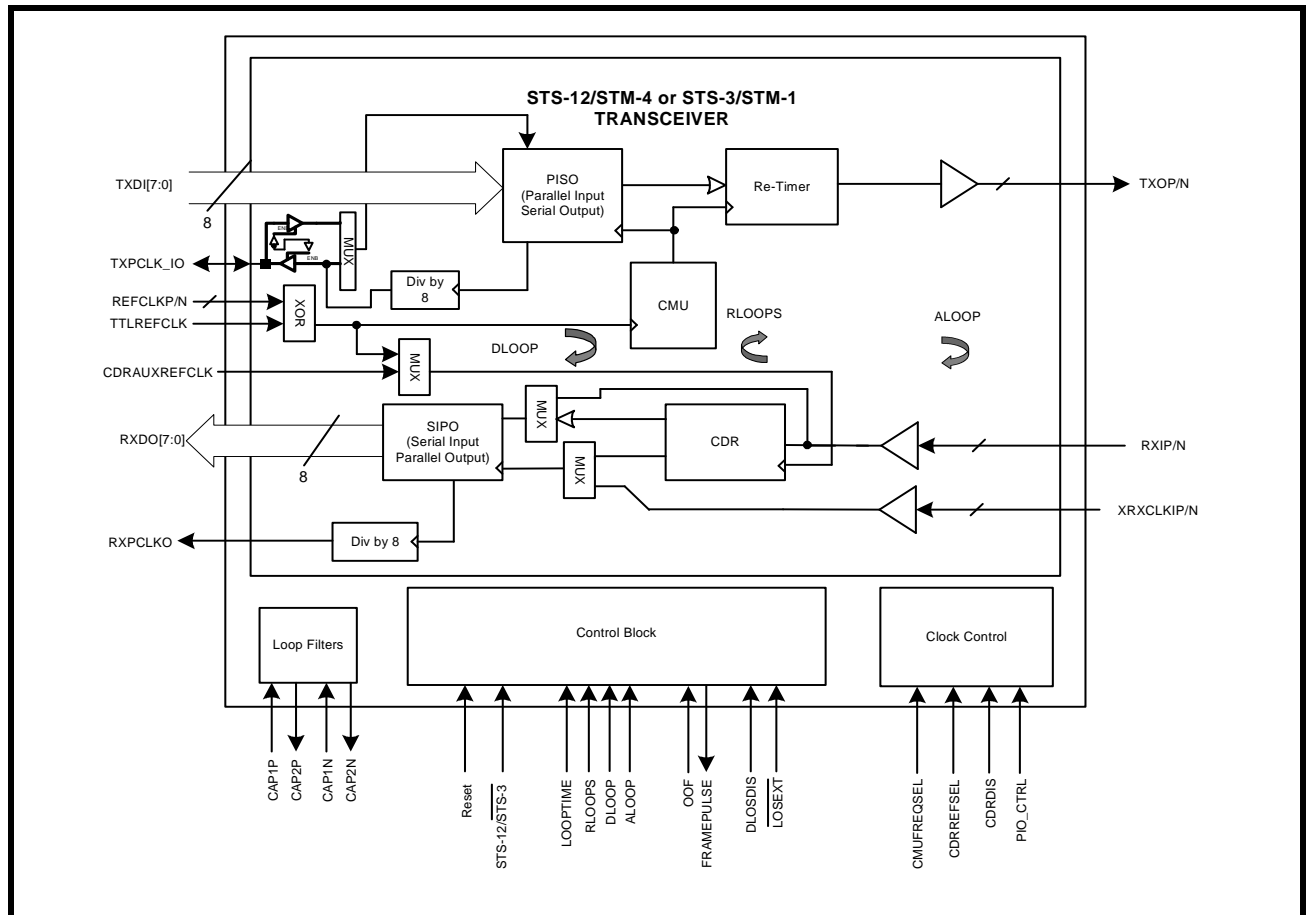 STS-12/STM-4 or STS-3/STM-1
TRANSCEIVER
TXDI[7:0]
8
PISO
(Parallel Input
Serial Output)
Re-Timer
TXOP/N
ENB
MUX
ENB
TXPCLK_IO
Div by
8
REFCLKP/N
XOR
TTLREFCLK
CMU
RLOOPS
ALOOP
DLOOP
CDRAUXREFCLK
MUX
MUX
RXDO[7:0]
8
SIPO
(Serial Input
Parallel Output)
CDR
RXIP/N
MUX
XRXCLKIP/N
RXPCLKO
Div by 8
Loop Filters
Control Block
Clock Control
CAP1P
CAP2P
CAP1N
CAP2N
Reset
STS-12/STS-3
LOOPTIME
RLOOPS
DLOOP
ALOOP
OOF
FRAMEPULSE
DLOSDIS
LOSEXT
CMUFREQSEL
CDRREFSEL
CDRDIS
PIO_CTRL